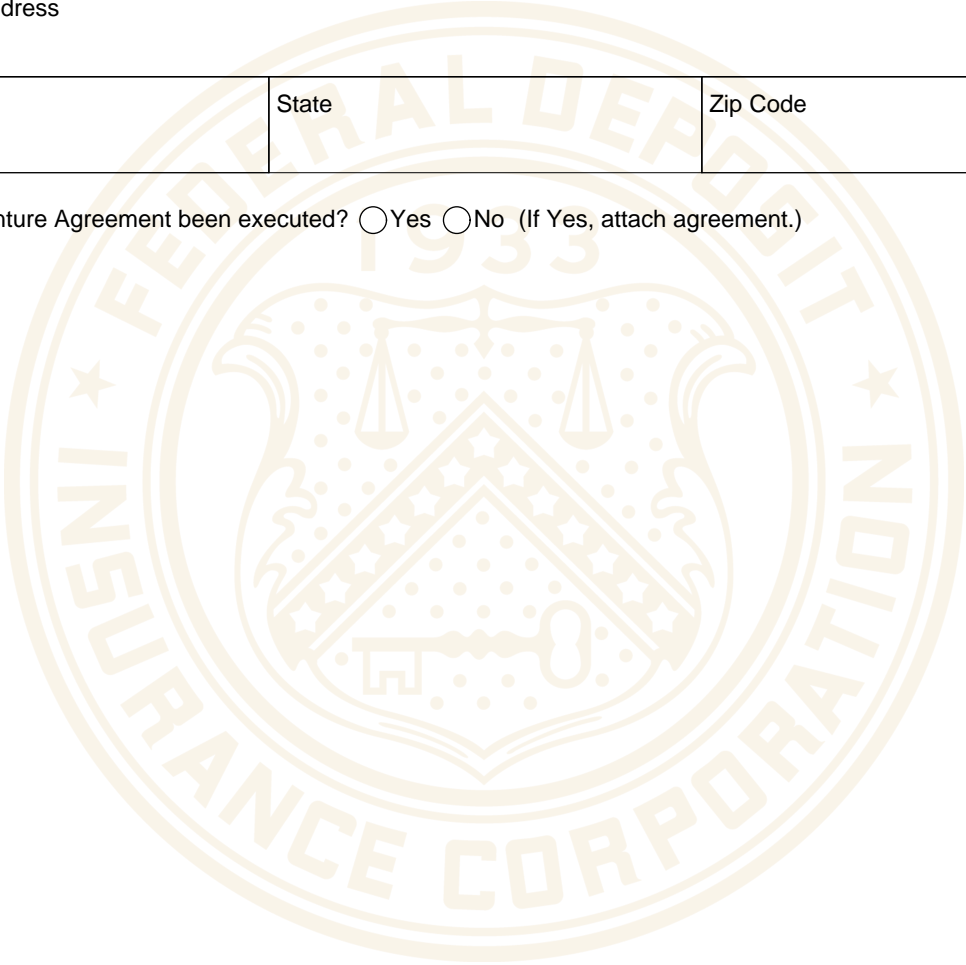 dress
State Zip Code
nture Agreement been executed? Yes No (If Yes, attach agreement.)
FEDERAL DEPOSIT
1933
INSURANCE CORPORATION